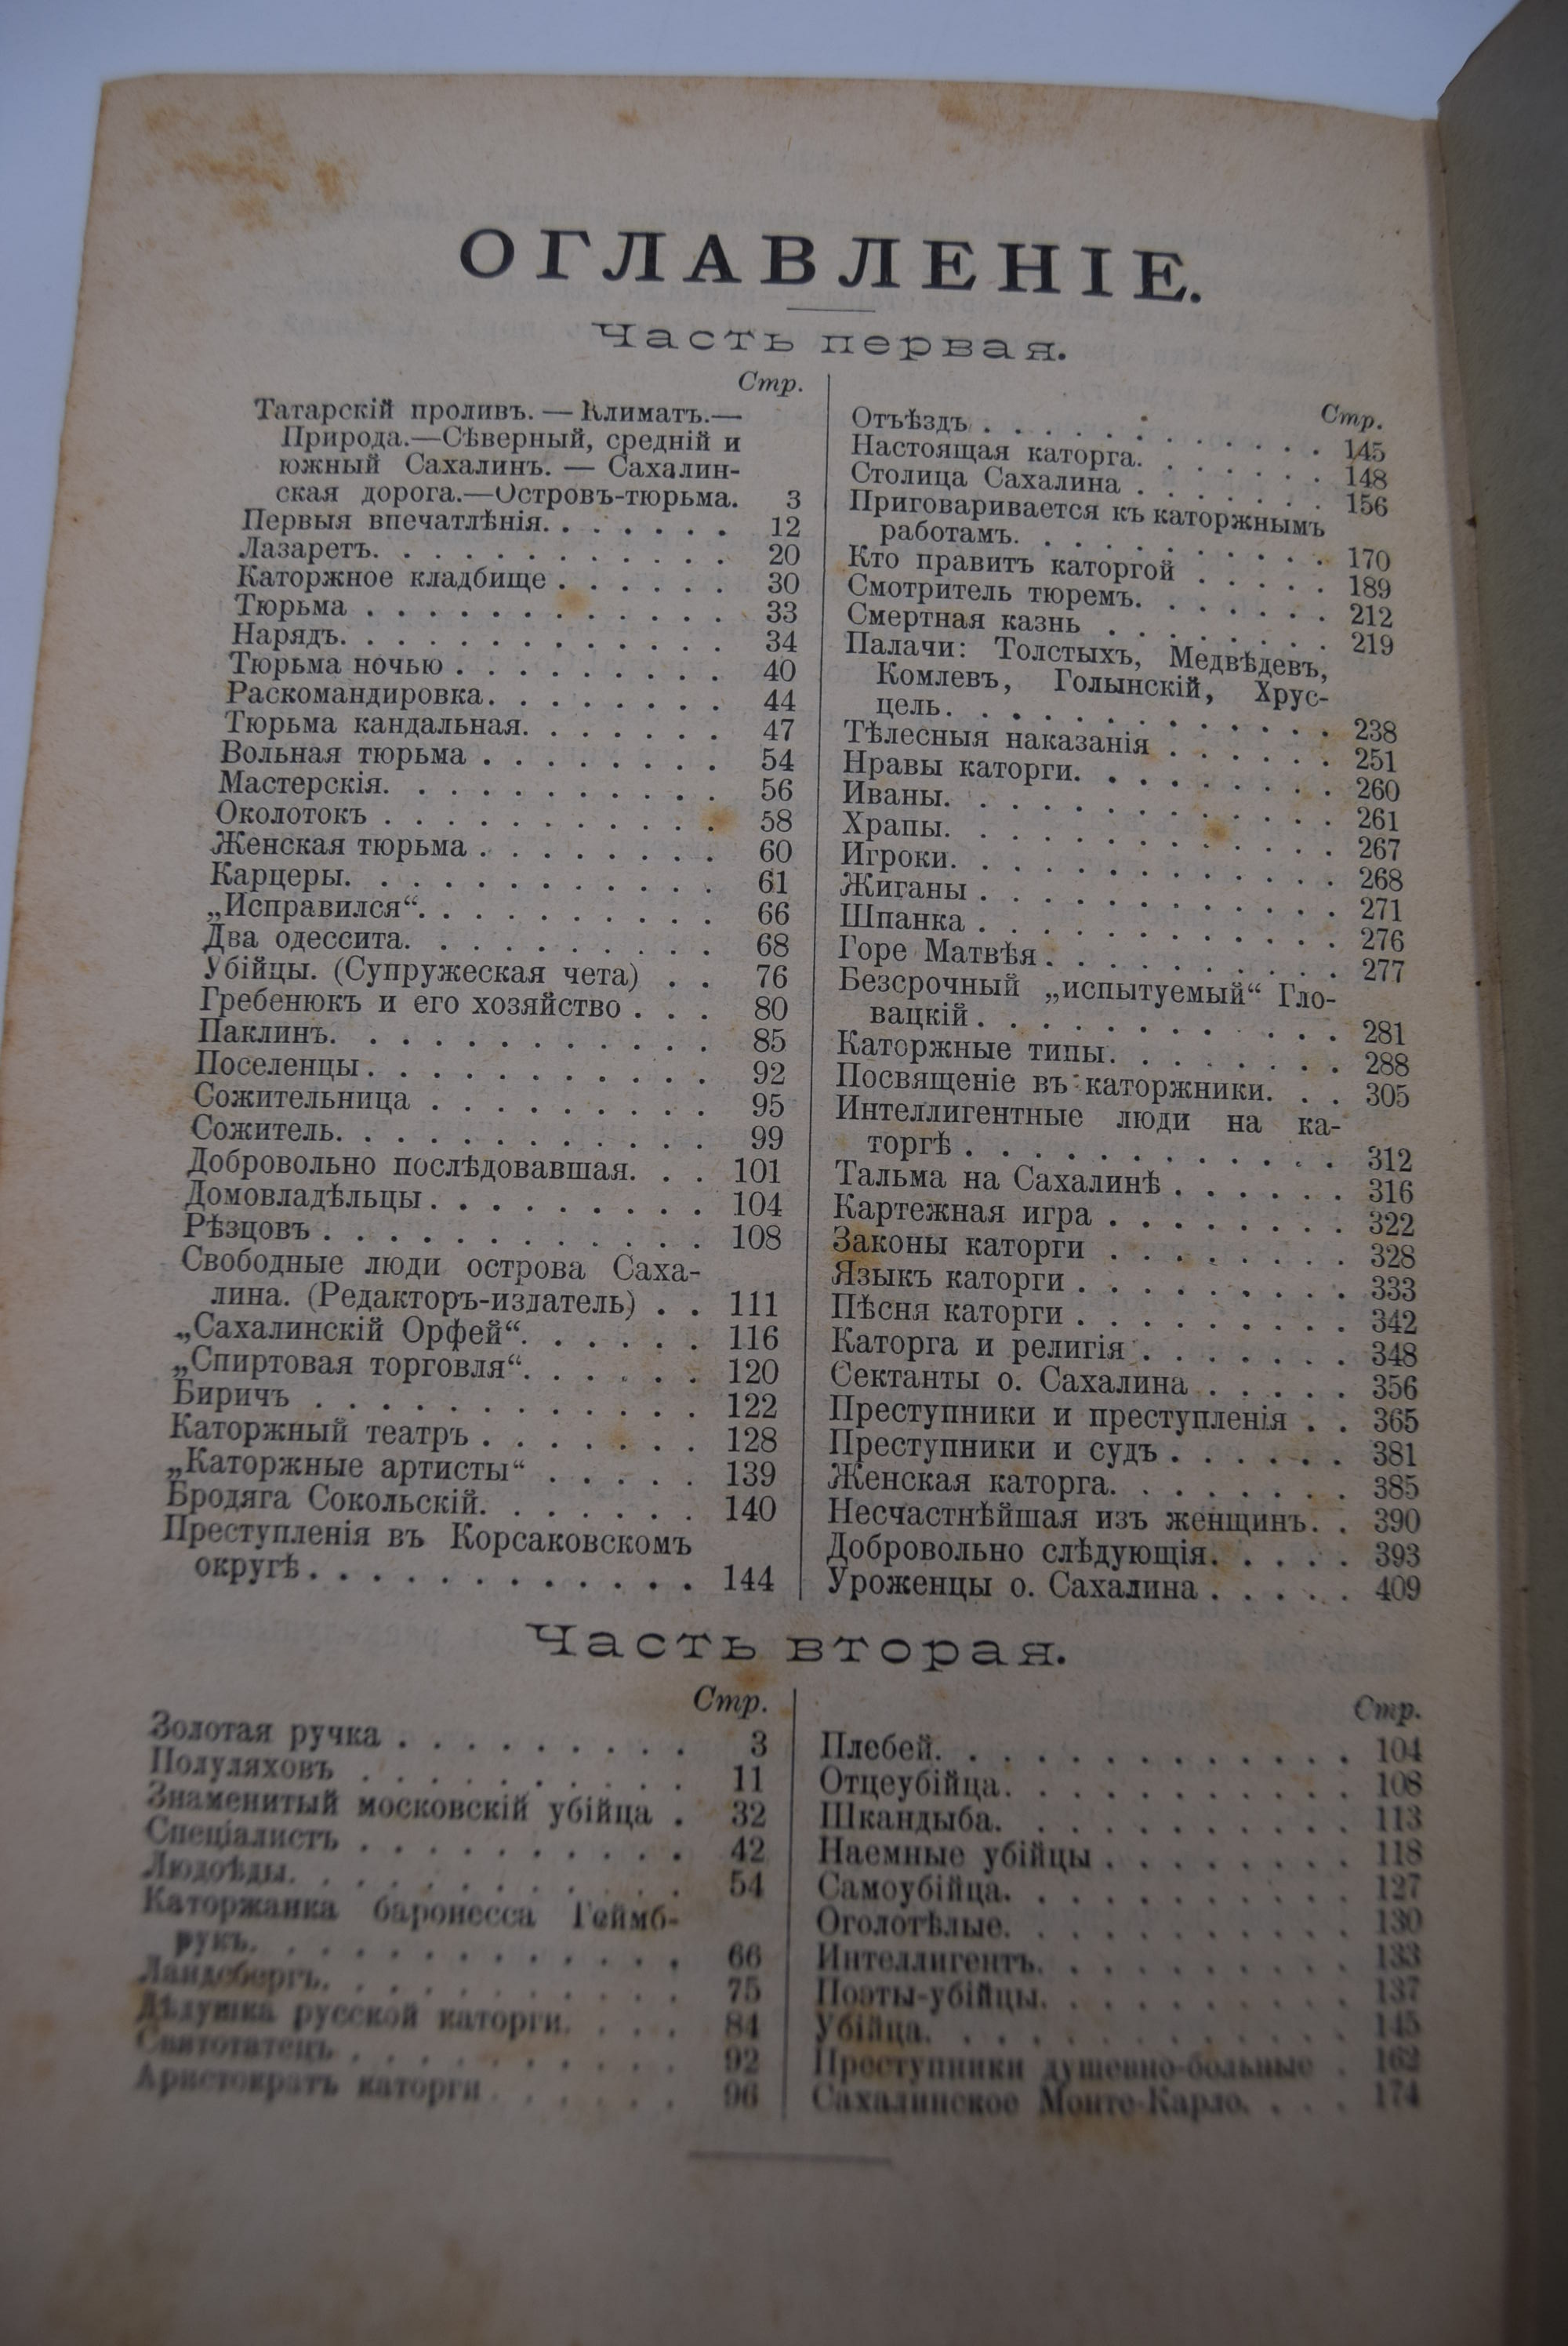 ОГЛАВЛЕНІЕ.
Часть первая.
Стр.
Татарскій проливъ. — Климатъ.—
Природа.—Сѣверный, средній и
южный Сахалинъ. — Сахалин-
ская дорога.—Островъ-тюрьма. 3
Первыя впечатлѣнія. . . . . . . 12
Лазаретъ. . . . . . . . . . . 20
Каторжное кладбище . . . . . . 30
Тюрьма . . . . . . . . . . . . 33
Нарядъ. . . . . . . . . . . . 34
Тюрьма ночью . . . . . . . . . 40
Раскомандировка. . . . . . . . 44
Тюрьма кандальная. . . . . . . 47
Вольная тюрьма . . . . . . . . 54
Мастерскія. . . . . . . . . . 56
Околотокъ . . . . . . . . . . 58
Женская тюрьма . . . . . . . . 60
Карцеры. . . . . . . . . . . 61
„Исправился“. . . . . . . . . 66
Два одессита. . . . . . . . . 68
Убійцы. (Супружеская чета) . . 76
Гребенюкъ и его хозяйство . . . 80
Паклинъ. . . . . . . . . . . 85
Поселенцы . . . . . . . . . . 92
Сожительница . . . . . . . . . 95
Сожитель. . . . . . . . . . . 99
Добровольно послѣдовавшая. . . 101
Домовладѣльцы . . . . . . . . . 104
Рѣзцовъ . . . . . . . . . . . 108
Свободные люди острова Саха-
лина. (Редакторъ-издатель) . . 111
„Сахалинскій Орфей“. . . . . . 116
„Спиртовая торговля“. . . . . . 120
Биричъ . . . . . . . . . . . . 122
Каторжный театръ . . . . . . . 128
„Каторжные артисты“ . . . . . 139
Бродяга Сокольскій. . . . . . . 140
Преступленія въ Корсаковскомъ
округѣ . . . . . . . . . . . . 144
Стр.
Отъѣздъ . . . . . . . . . . . 145
Настоящая каторга. . . . . . . 148
Столица Сахалина . . . . . . . 156
Приговаривается къ каторжнымъ
работамъ. . . . . . . . . . . 170
Кто правитъ каторгой . . . . . 189
Смотритель тюремъ. . . . . . . 212
Смертная казнь . . . . . . . . 219
Палачи: Толстыхъ, Медвѣдевъ,
Комлевъ, Голынскій, Хрус-
цель. . . . . . . . . . . . . 238
Тѣлесныя наказанія . . . . . . 251
Нравы каторги. . . . . . . . . 260
Иваны. . . . . . . . . . . . . 261
Храпы. . . . . . . . . . . . . 267
Игроки. . . . . . . . . . . . 268
Жиганы . . . . . . . . . . . . 271
Шпанка . . . . . . . . . . . . 276
Горе Матвѣя . . . . . . . . . . 277
Безсрочный „испытуемый“ Гло-
вацкій . . . . . . . . . . . . 281
Каторжные типы. . . . . . . . 288
Посвященіе въ каторжники. . . 305
Интеллигентные люди на ка-
торгѣ . . . . . . . . . . . . 312
Тальма на Сахалинѣ . . . . . . 316
Картежная игра . . . . . . . . 322
Законы каторги . . . . . . . . 328
Языкъ каторги . . . . . . . . . 333
Пѣсня каторги . . . . . . . . . 342
Каторга и религія . . . . . . . 348
Сектанты о. Сахалина . . . . . 356
Преступники и преступленія . . 365
Преступники и судъ . . . . . . 381
Женская каторга. . . . . . . . 385
Несчастнѣйшая изъ женщинъ. . 390
Добровольно слѣдующія. . . . . 393
Уроженцы о. Сахалина . . . . . 409
Часть вторая.
Стр.
Золотая ручка . . . . . . . . . 3
Полуляховъ . . . . . . . . . . 11
Знаменитый московскій убійца . 32
Спеціалистъ . . . . . . . . . . 42
Людоѣды. . . . . . . . . . . . 54
Каторжанка баронесса Геймб-
рукъ. . . . . . . . . . . . . 66
Ландсбергъ. . . . . . . . . . 75
Дѣдушка русской каторги. . . . 84
Святотатецъ . . . . . . . . . . 92
Аристократъ каторги . . . . . . 96
Стр.
Плебей. . . . . . . . . . . . 104
Отцеубійца. . . . . . . . . . 108
Шкандыба. . . . . . . . . . . 113
Наемные убійцы . . . . . . . . 118
Самоубійца. . . . . . . . . . 127
Оголотѣлые. . . . . . . . . . 130
Интеллигентъ. . . . . . . . . 133
Поэты-убійцы. . . . . . . . . 137
Убійца. . . . . . . . . . . . 145
Преступники душевно-больные . 162
Сахалинское Монте-Карло. . . . 174